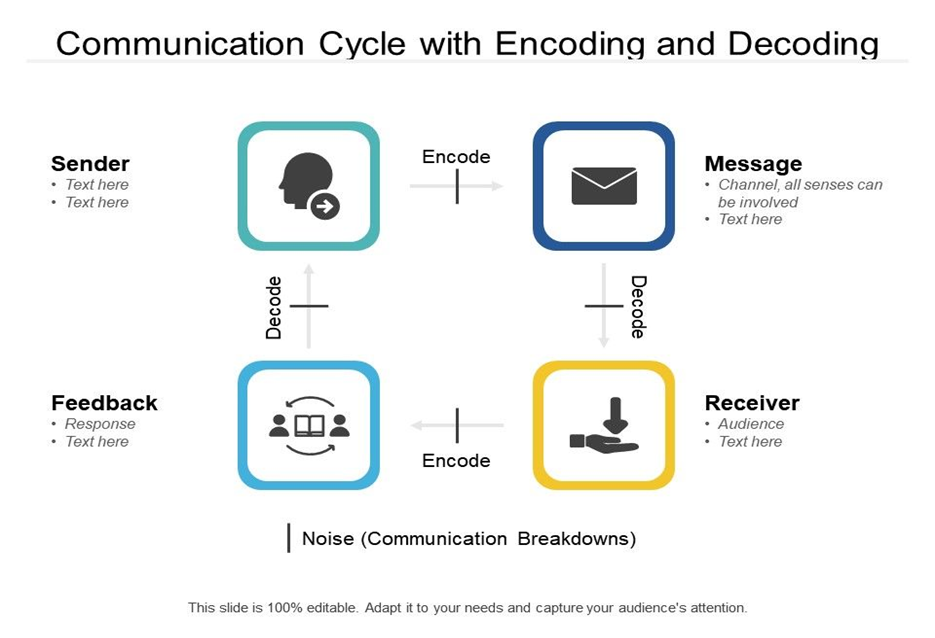 Communication Cycle with Encoding and Decoding
Sender
• Text here
• Text here
Encode
Message
• Channel, all senses can
be involved
• Text here
Decode
Decode
Feedback
• Response
• Text here
Encode
Receiver
• Audience
• Text here
Noise (Communication Breakdowns)
This slide is 100% editable. Adapt it to your needs and capture your audience's attention.